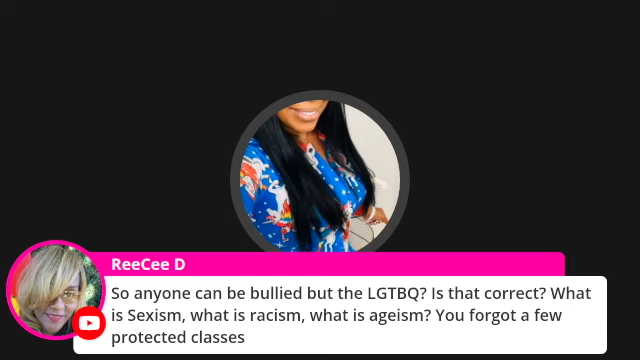 ReeCee D
So anyone can be bullied but the LGTBQ? Is that correct? What
is Sexism, what is racism, what is ageism? You forgot a few
protected classes